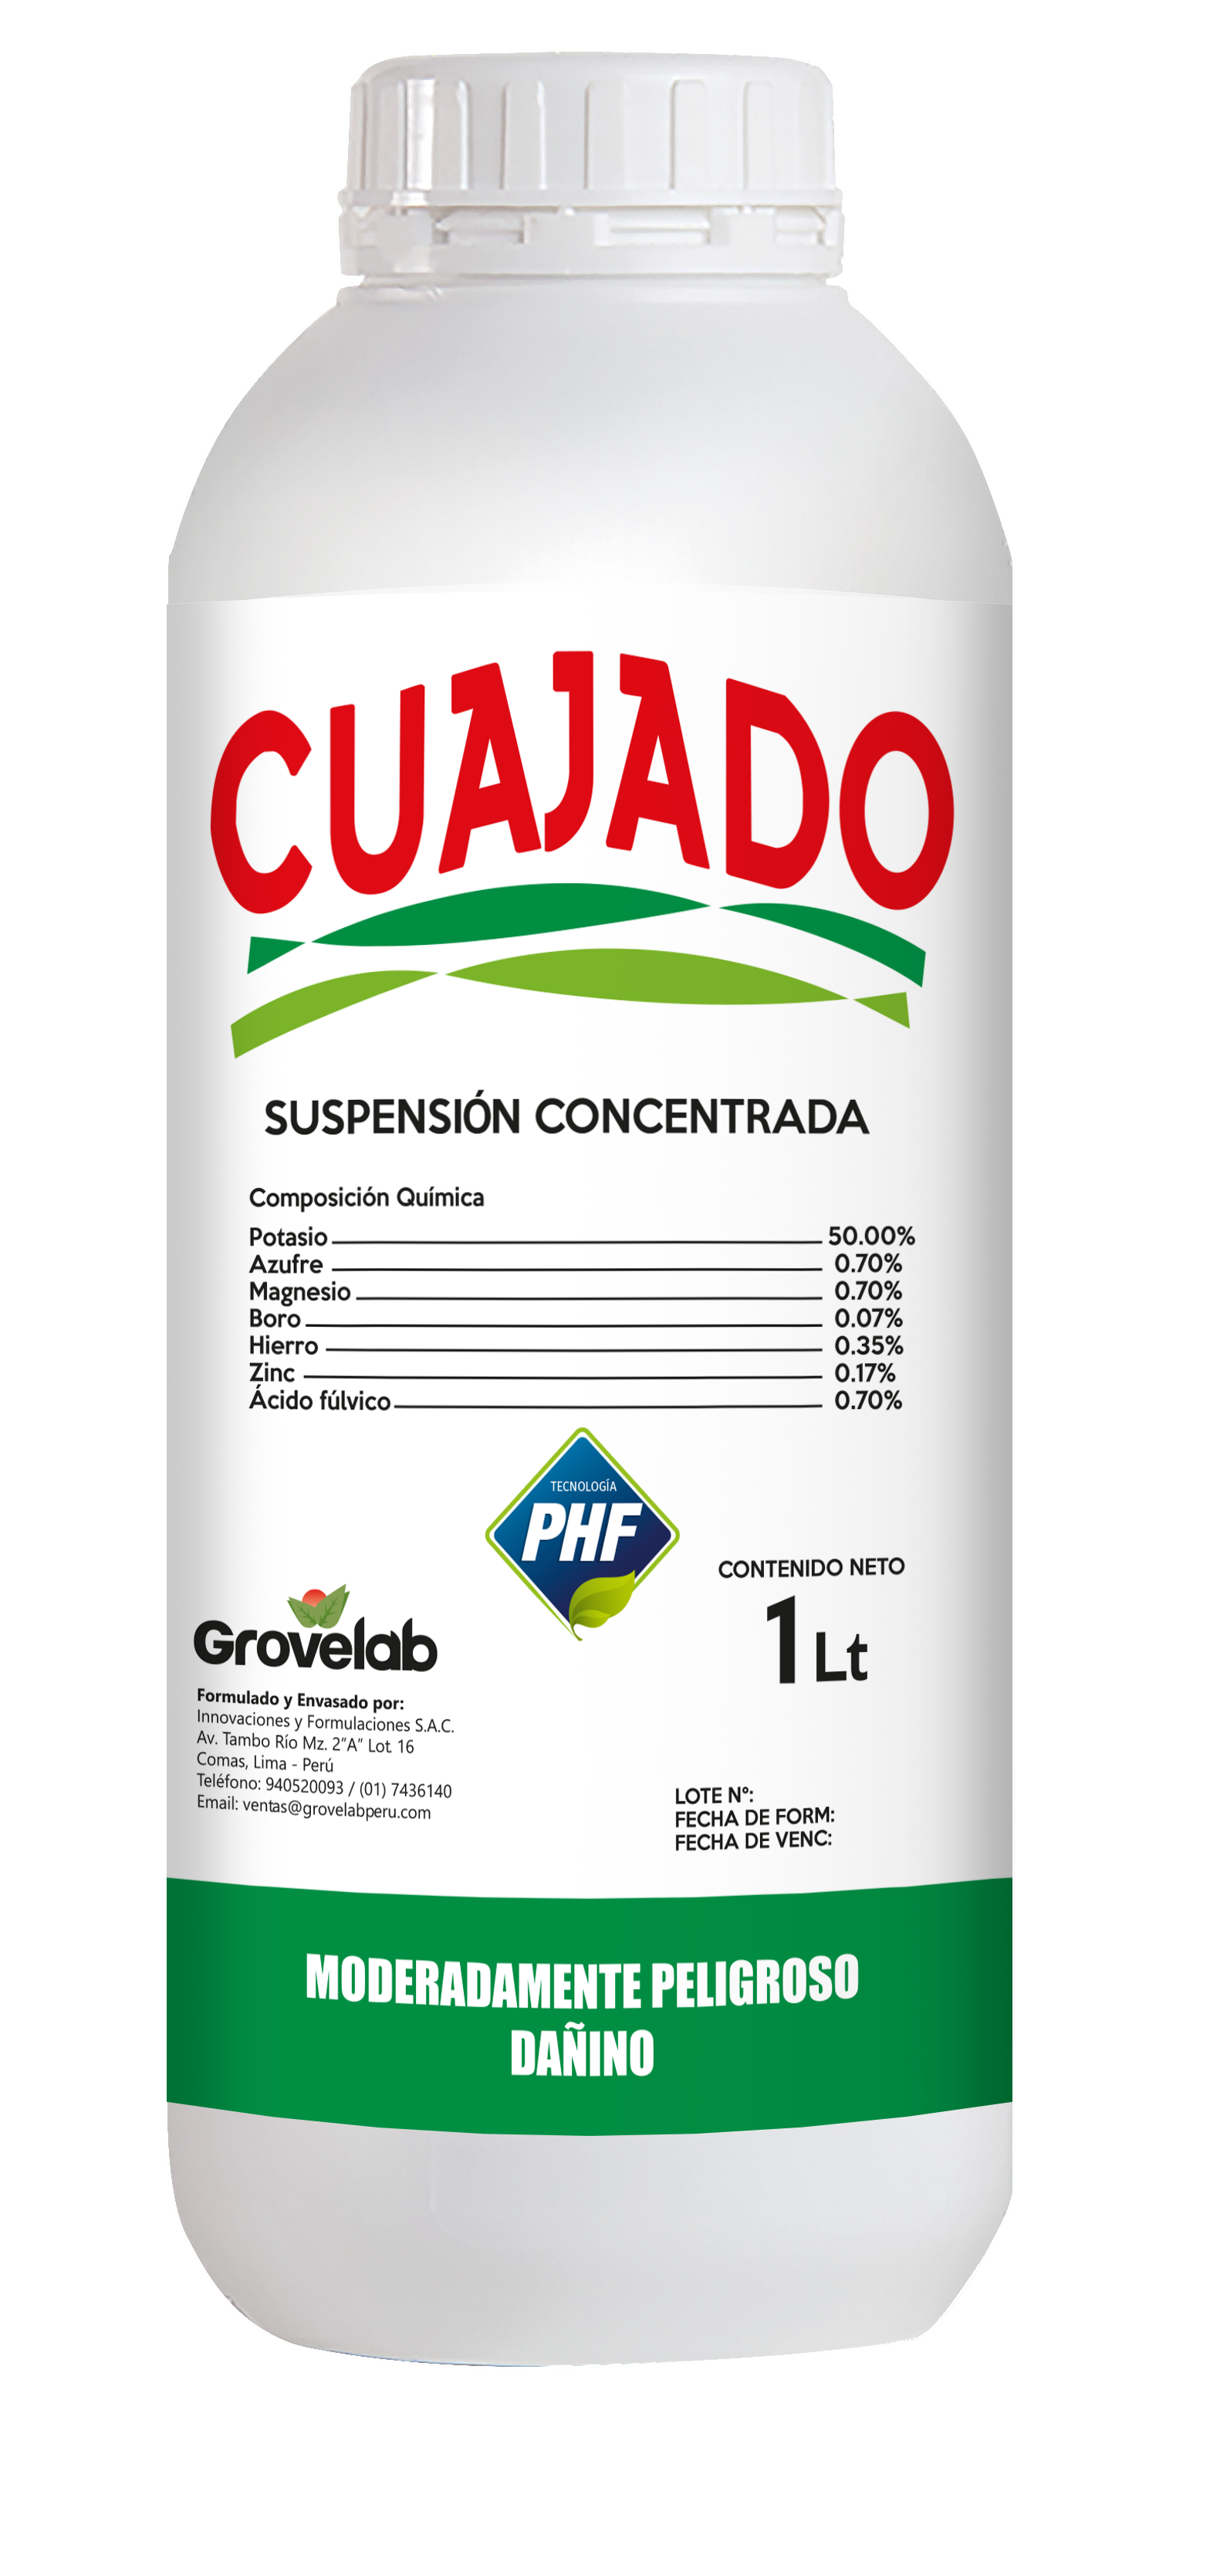 CUAJADO
SUSPENSIÓN CONCENTRADA
Composición Química
Potasio 50.00%
Azufre 0.70%
Magnesio 0.70%
Boro 0.07%
Hierro 0.35%
Zinc 0.17%
Ácido fúlvico 0.70%
TECNOLOGÍA
PHF
CONTENIDO NETO
1 Lt
Grovelab
Formulado y Envasado por:
Innovaciones y Formulaciones S.A.C.
Av. Tambo Río Mz. 2"A" Lot. 16
Comas, Lima - Perú
Teléfono: 940520093 / (01) 7436140
Email: ventas@grovelabperu.com
LOTE N°:
FECHA DE FORM:
FECHA DE VENC:
MODERADAMENTE PELIGROSO
DAÑINO